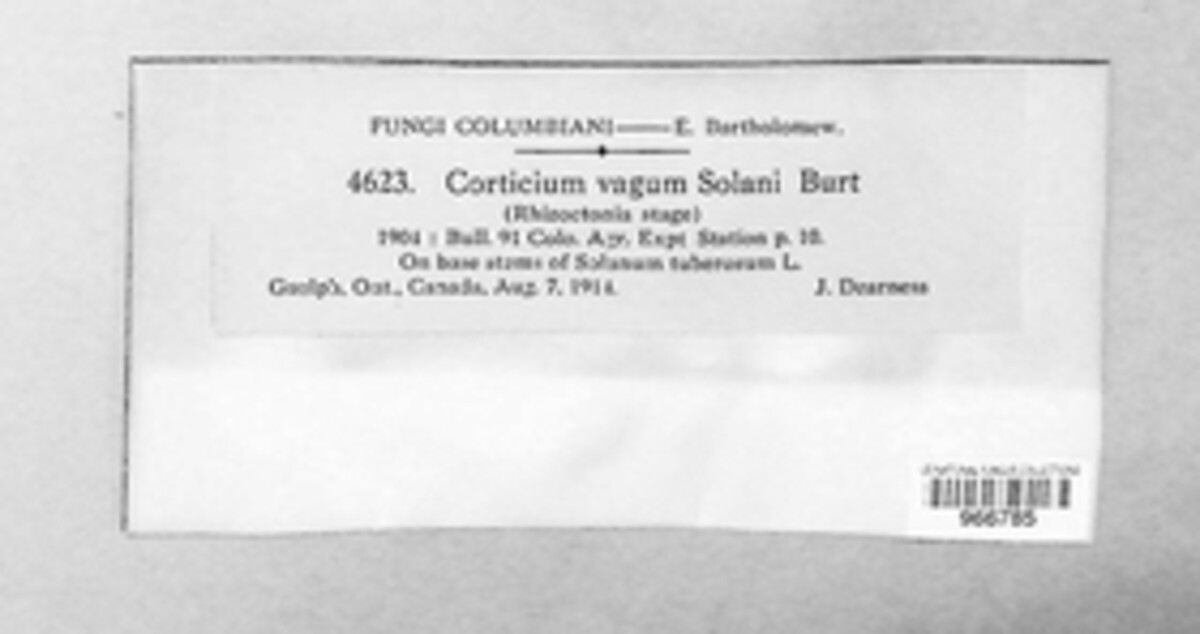 FUNGI COLUMBIANI—E. Bartholomew.
4623. Corticium vagum Solani Burt
(Rhizoctonia stage)
1904 : Bull. 91 Colo. Agr. Expt Station p. 10.
On base stems of Solanum tuberosum L.
Guelph, Ont., Canada, Aug. 7, 1914. J. Dearness
966785